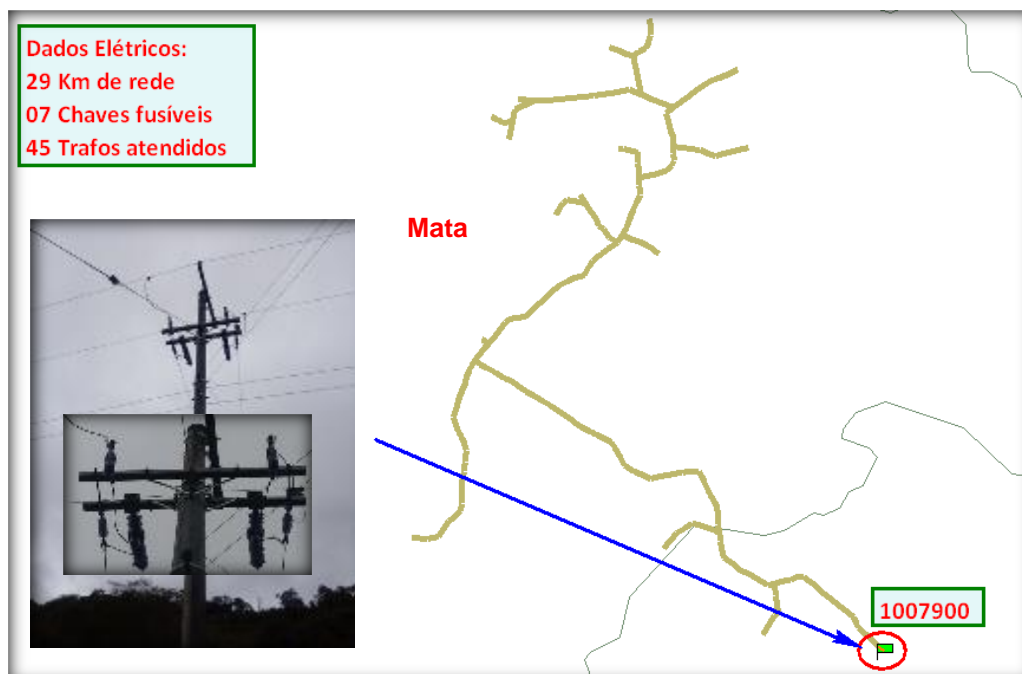 Dados Elétricos:
29 Km de rede
07 Chaves fusíveis
45 Trafos atendidos
Mata
1007900